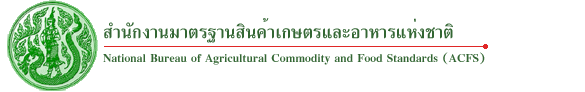 สำนักงานมาตรฐานสินค้าเกษตรและอาหารแห่งชาติ
National Bureau of Agricultural Commodity and Food Standards (ACFS)